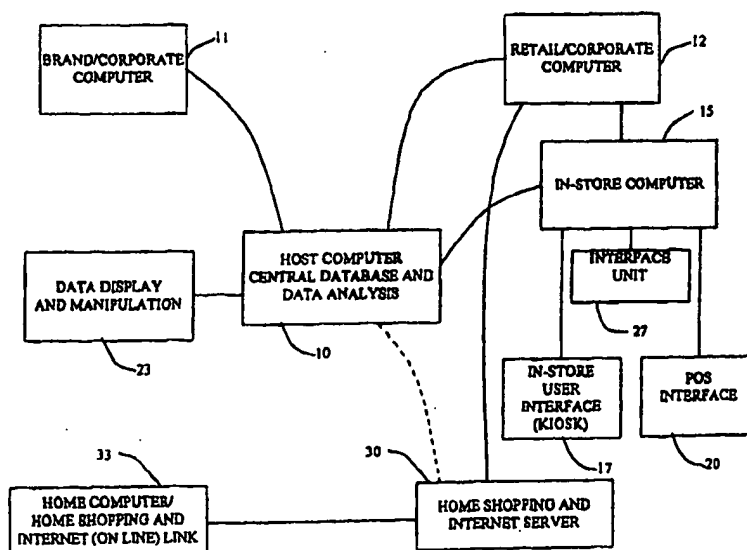 11
BRAND/CORPORATE
COMPUTER
RETAIL/CORPORATE
COMPUTER
12
15
IN-STORE COMPUTER
HOST COMPUTER
CENTRAL DATABASE AND
DATA ANALYSIS
10
INTERFACE
UNIT
27
DATA DISPLAY
AND MANIPULATION
23
IN-STORE
USER
INTERFACE
(KIOSK)
17
POS
INTERFACE
20
33
HOME COMPUTER/
HOME SHOPPING AND
INTERNET (ON LINE) LINK
30
HOME SHOPPING AND
INTERNET SERVER